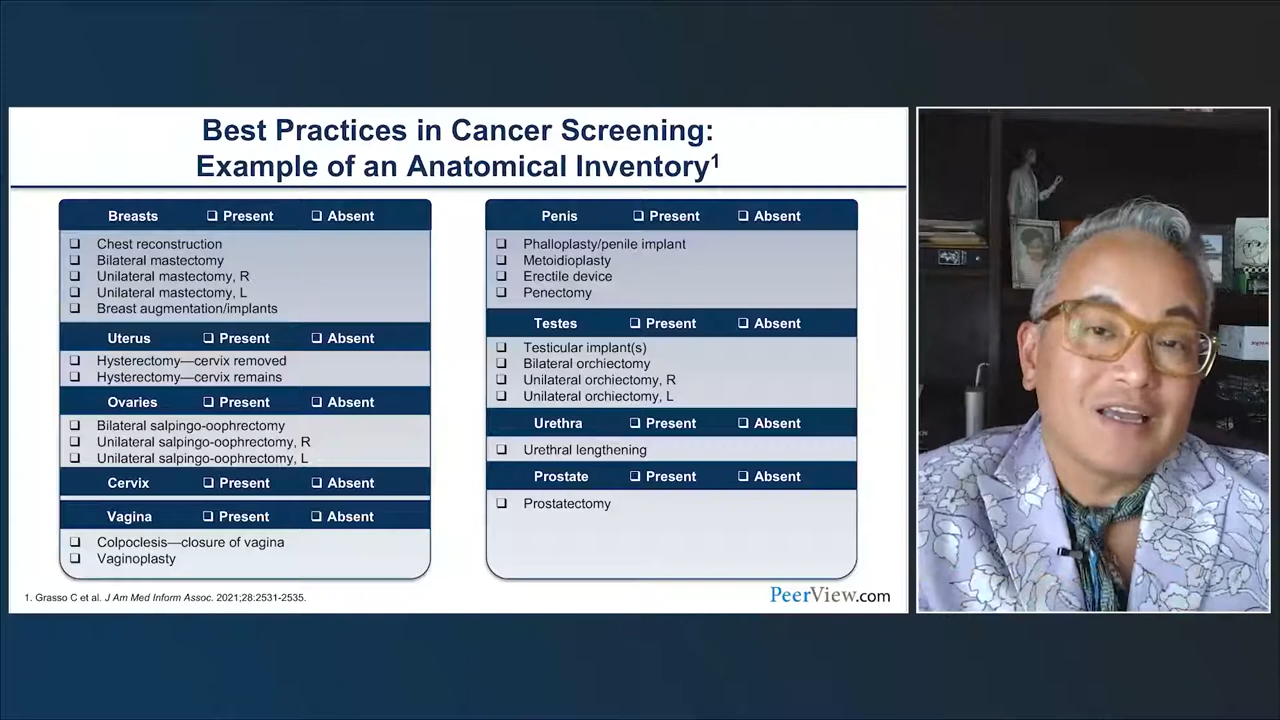 Best Practices in Cancer Screening:
Example of an Anatomical Inventory1
Breasts ❑ Present ❑ Absent
❑ Chest reconstruction
❑ Bilateral mastectomy
❑ Unilateral mastectomy, R
❑ Unilateral mastectomy, L
❑ Breast augmentation/implants
Uterus ❑ Present ❑ Absent
❑ Hysterectomy—cervix removed
❑ Hysterectomy—cervix remains
Ovaries ❑ Present ❑ Absent
❑ Bilateral salpingo-oophrectomy
❑ Unilateral salpingo-oophrectomy, R
❑ Unilateral salpingo-oophrectomy, L
Cervix ❑ Present ❑ Absent
Vagina ❑ Present ❑ Absent
❑ Colpoclesis—closure of vagina
❑ Vaginoplasty
Penis ❑ Present ❑ Absent
❑ Phalloplasty/penile implant
❑ Metoidioplasty
❑ Erectile device
❑ Penectomy
Testes ❑ Present ❑ Absent
❑ Testicular implant(s)
❑ Bilateral orchiectomy
❑ Unilateral orchiectomy, R
❑ Unilateral orchiectomy, L
Urethra ❑ Present ❑ Absent
❑ Urethral lengthening
Prostate ❑ Present ❑ Absent
❑ Prostatectomy
1. Grasso C et al. J Am Med Inform Assoc. 2021;28:2531-2535.
PeerView.com